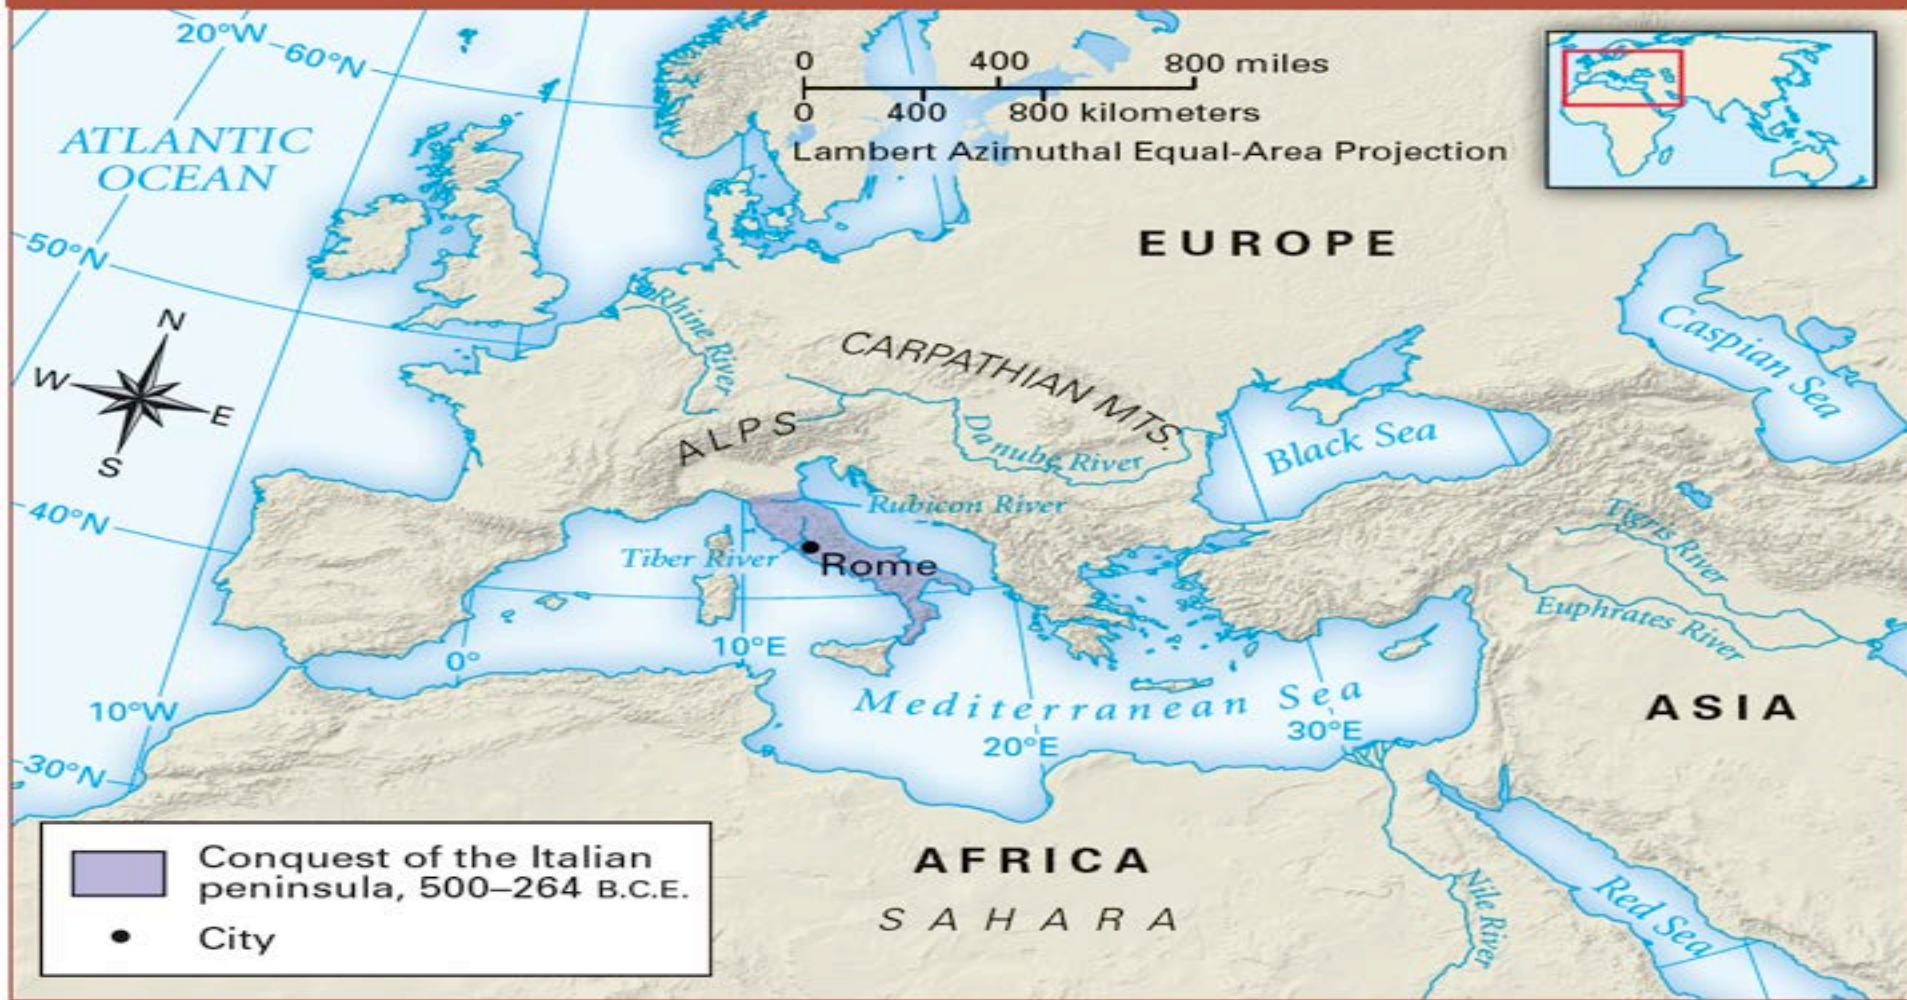 20°W
60°N
0 400 800 miles
0 400 800 kilometers
Lambert Azimuthal Equal-Area Projection
ATLANTIC
OCEAN
EUROPE
50°N
Rhine River
Caspian Sea
N
W
E
S
CARPATHIAN MTS.
ALPS
Danube River
Black Sea
40°N
Rubicon River
Tiber River
Rome
Tigris River
Euphrates River
0°
10°E
10°W
Mediterranean Sea
20°E
30°E
ASIA
30°N
AFRICA
SAHARA
Nile River
Red Sea
Conquest of the Italian
peninsula, 500–264 B.C.E.
City